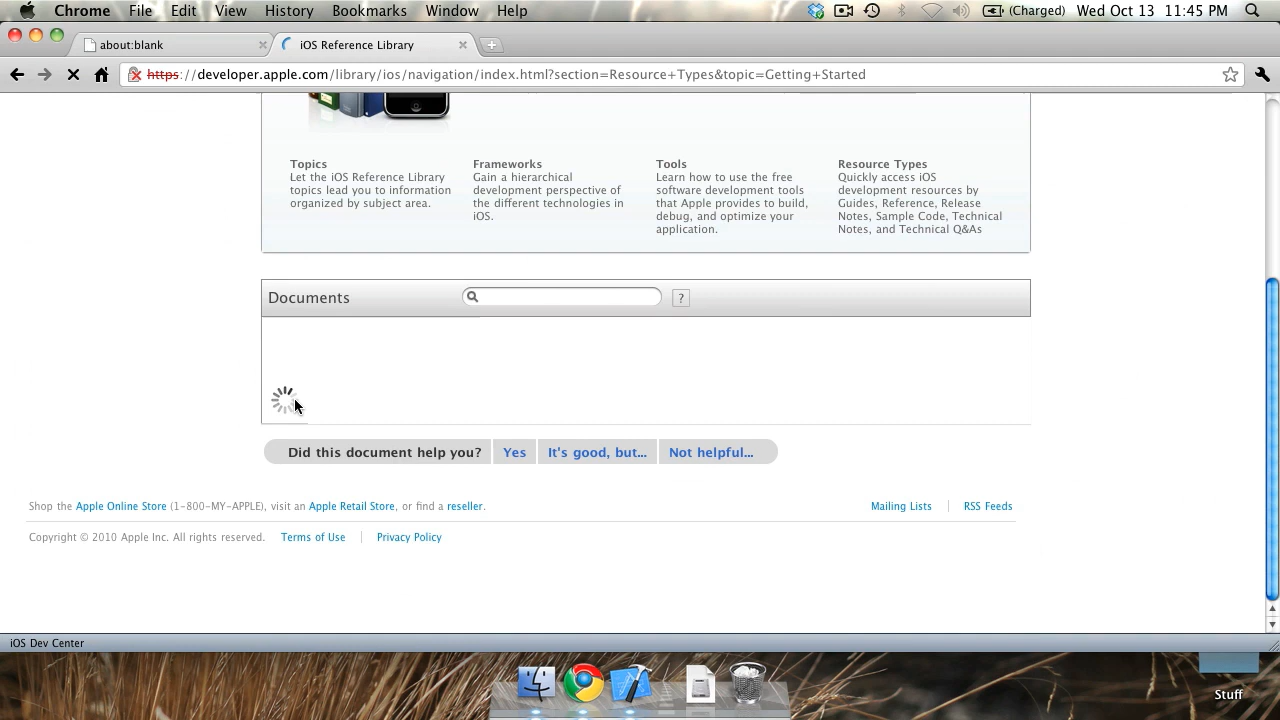 Chrome File Edit View History Bookmarks Window Help (Charged) Wed Oct 13 11:45 PM
about:blank iOS Reference Library
https://developer.apple.com/library/ios/navigation/index.html?section=Resource+Types&topic=Getting+Started
Topics
Let the iOS Reference Library
topics lead you to information
organized by subject area.
Frameworks
Gain a hierarchical
development perspective of
the different technologies in
iOS.
Tools
Learn how to use the free
software development tools
that Apple provides to build,
debug, and optimize your
application.
Resource Types
Quickly access iOS
development resources by
Guides, Reference, Release
Notes, Sample Code, Technical
Notes, and Technical Q&As
Documents ?
Did this document help you? Yes It's good, but... Not helpful...
Shop the Apple Online Store (1-800-MY-APPLE), visit an Apple Retail Store, or find a reseller. Mailing Lists RSS Feeds
Copyright © 2010 Apple Inc. All rights reserved. Terms of Use Privacy Policy
iOS Dev Center
Stuff